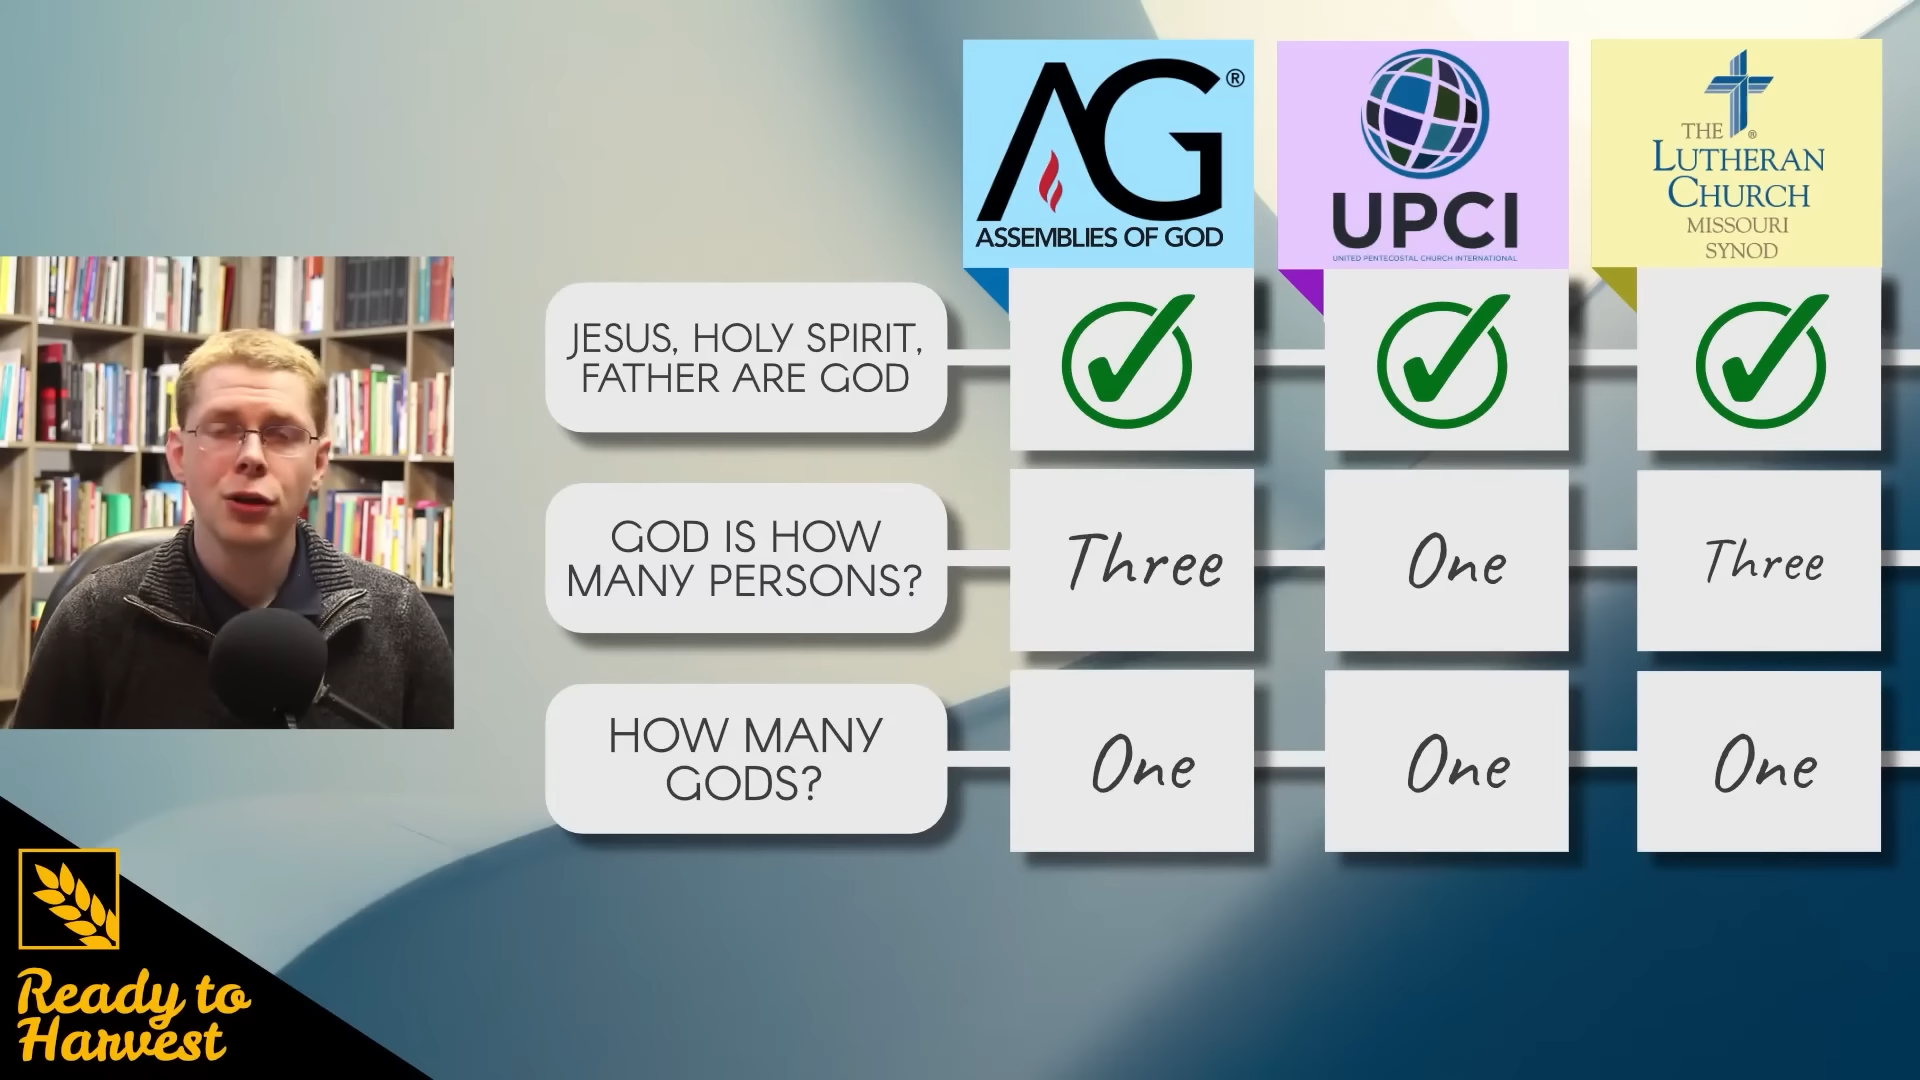 AG®
ASSEMBLIES OF GOD
UPCI
UNITED PENTECOSTAL CHURCH INTERNATIONAL
THE
LUTHERAN
CHURCH®
MISSOURI
SYNOD
JESUS, HOLY SPIRIT,
FATHER ARE GOD
GOD IS HOW
MANY PERSONS?
Three
One
Three
HOW MANY
GODS?
One
One
One
Ready to
Harvest